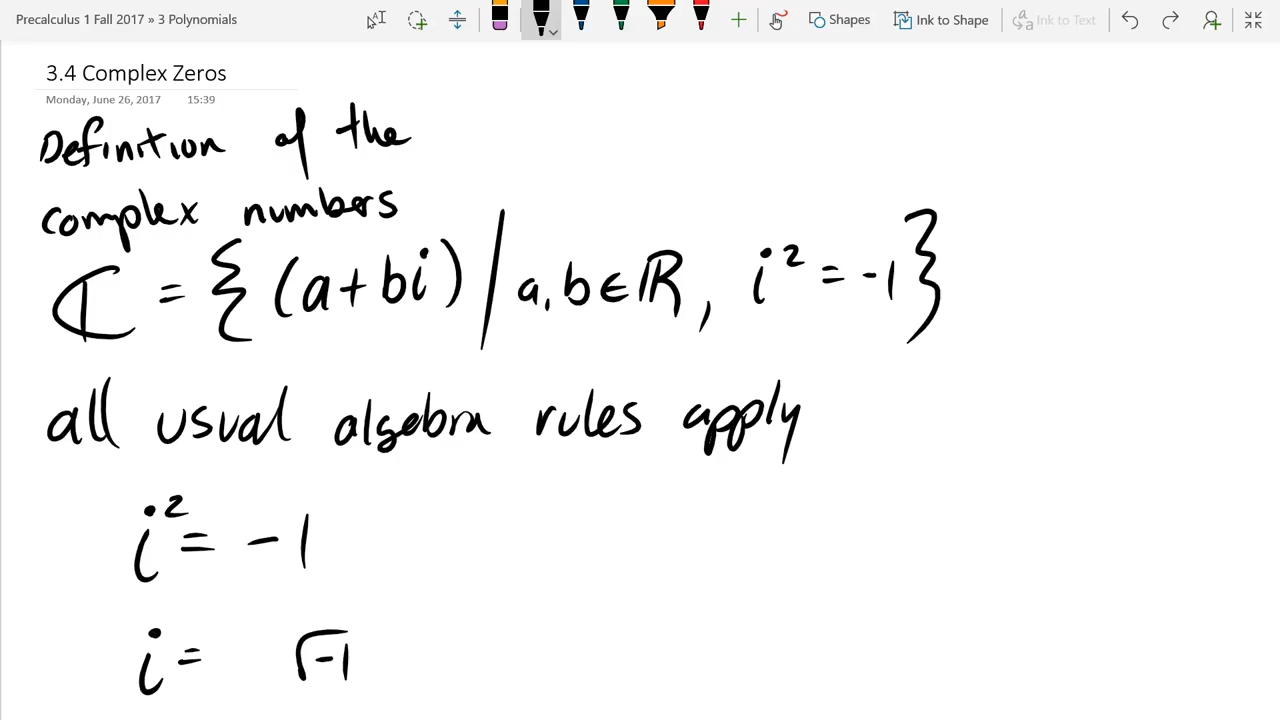 Precalculus 1 Fall 2017 » 3 Polynomials
Shapes
Ink to Shape
Ink to Text
3.4 Complex Zeros
Monday, June 26, 2017 15:39
Definition of the
complex numbers
ℂ = {(a+bi) / a, b ∈ ℝ, i² = -1}
all usual algebra rules apply
i² = -1
i = √-1